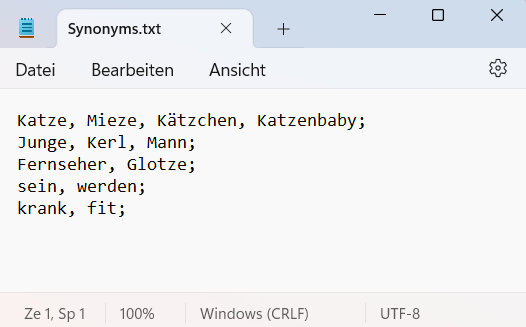 Synonyms.txt
Datei Bearbeiten Ansicht
Katze, Mieze, Kätzchen, Katzenbaby;
Junge, Kerl, Mann;
Fernseher, Glotze;
sein, werden;
krank, fit;
Ze 1, Sp 1 100% Windows (CRLF) UTF-8